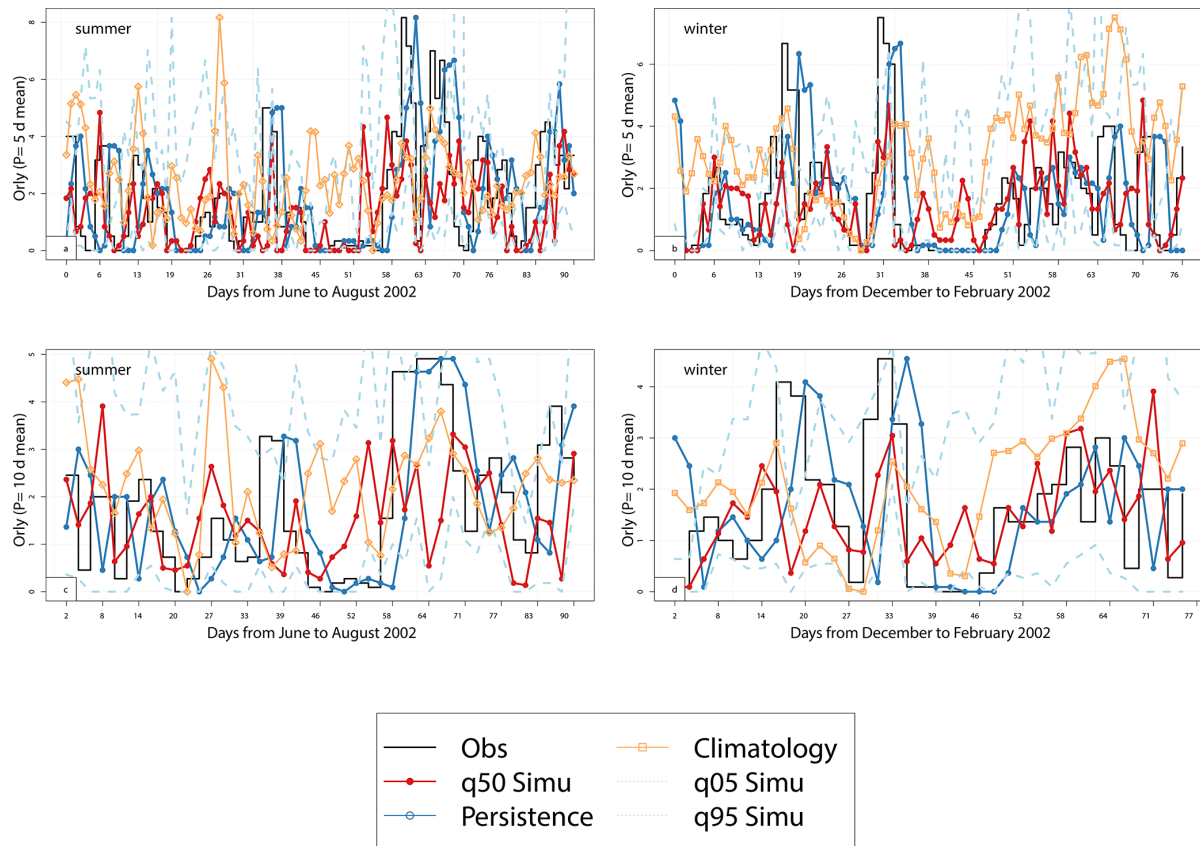 summer
Orly (P= 5 d mean)
0 2 4 6 8
a
0 6 13 19 26 31 38 45 51 57 64 70 77 83 90
Days from June to August 2002
winter
Orly (P= 5 d mean)
0 2 4 6
b
0 6 13 19 26 31 38 45 51 58 63 70 76
Days from December to February 2002
summer
Orly (P= 10 d mean)
0 1 2 3 4 5
c
2 8 14 20 27 33 39 46 52 58 64 70 77 84 90
Days from June to August 2002
winter
Orly (P= 10 d mean)
0 1 2 3 4
d
2 8 14 20 27 33 39 46 52 58 64 71 77
Days from December to February 2002
Obs
Climatology
q50 Simu
q05 Simu
Persistence
q95 Simu